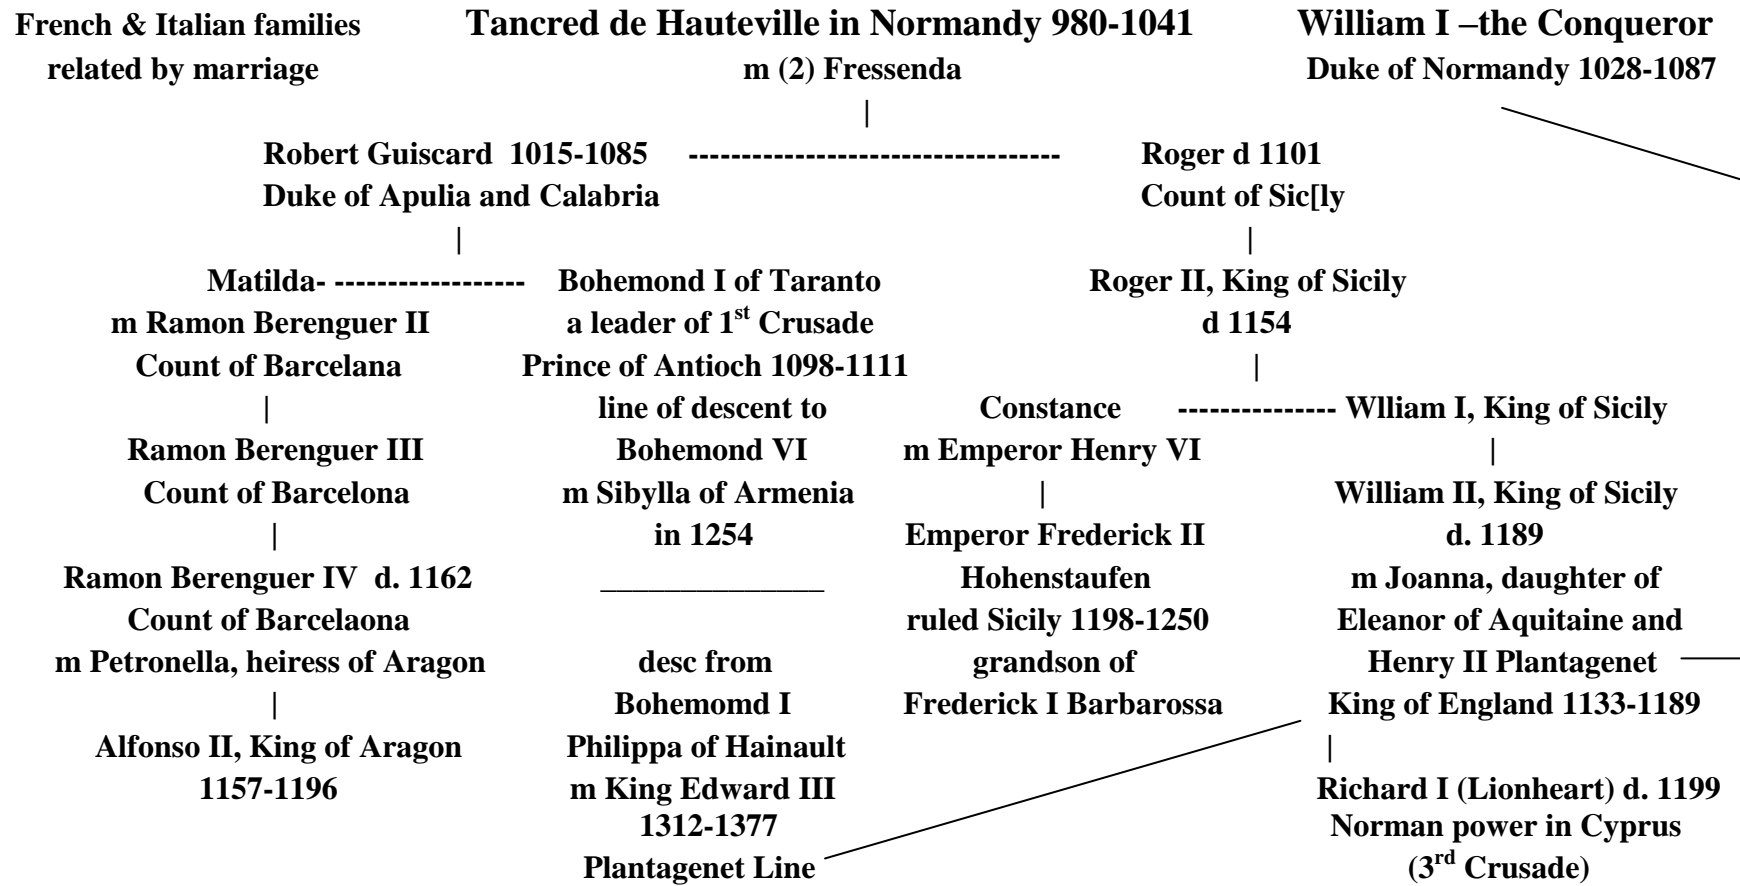 French & Italian families
related by marriage
Tancred de Hauteville in Normandy 980-1041
m (2) Fressenda
William I –the Conqueror
Duke of Normandy 1028-1087
Robert Guiscard 1015-1085
Duke of Apulia and Calabria
Roger d 1101
Count of Sic[ly
Matilda-
m Ramon Berenguer II
Count of Barcelana
Ramon Berenguer III
Count of Barcelona
Ramon Berenguer IV d. 1162
Count of Barcelaona
m Petronella, heiress of Aragon
Alfonso II, King of Aragon
1157-1196
Bohemond I of Taranto
a leader of 1st Crusade
Prince of Antioch 1098-1111
line of descent to
Bohemond VI
m Sibylla of Armenia
in 1254
desc from
Bohemomd I
Philippa of Hainault
m King Edward III
1312-1377
Plantagenet Line
Roger II, King of Sicily
d 1154
Constance
m Emperor Henry VI
Emperor Frederick II
Hohenstaufen
ruled Sicily 1198-1250
grandson of
Frederick I Barbarossa
Wlliam I, King of Sicily
William II, King of Sicily
d. 1189
m Joanna, daughter of
Eleanor of Aquitaine and
Henry II Plantagenet
King of England 1133-1189
Richard I (Lionheart) d. 1199
Norman power in Cyprus
(3rd Crusade)